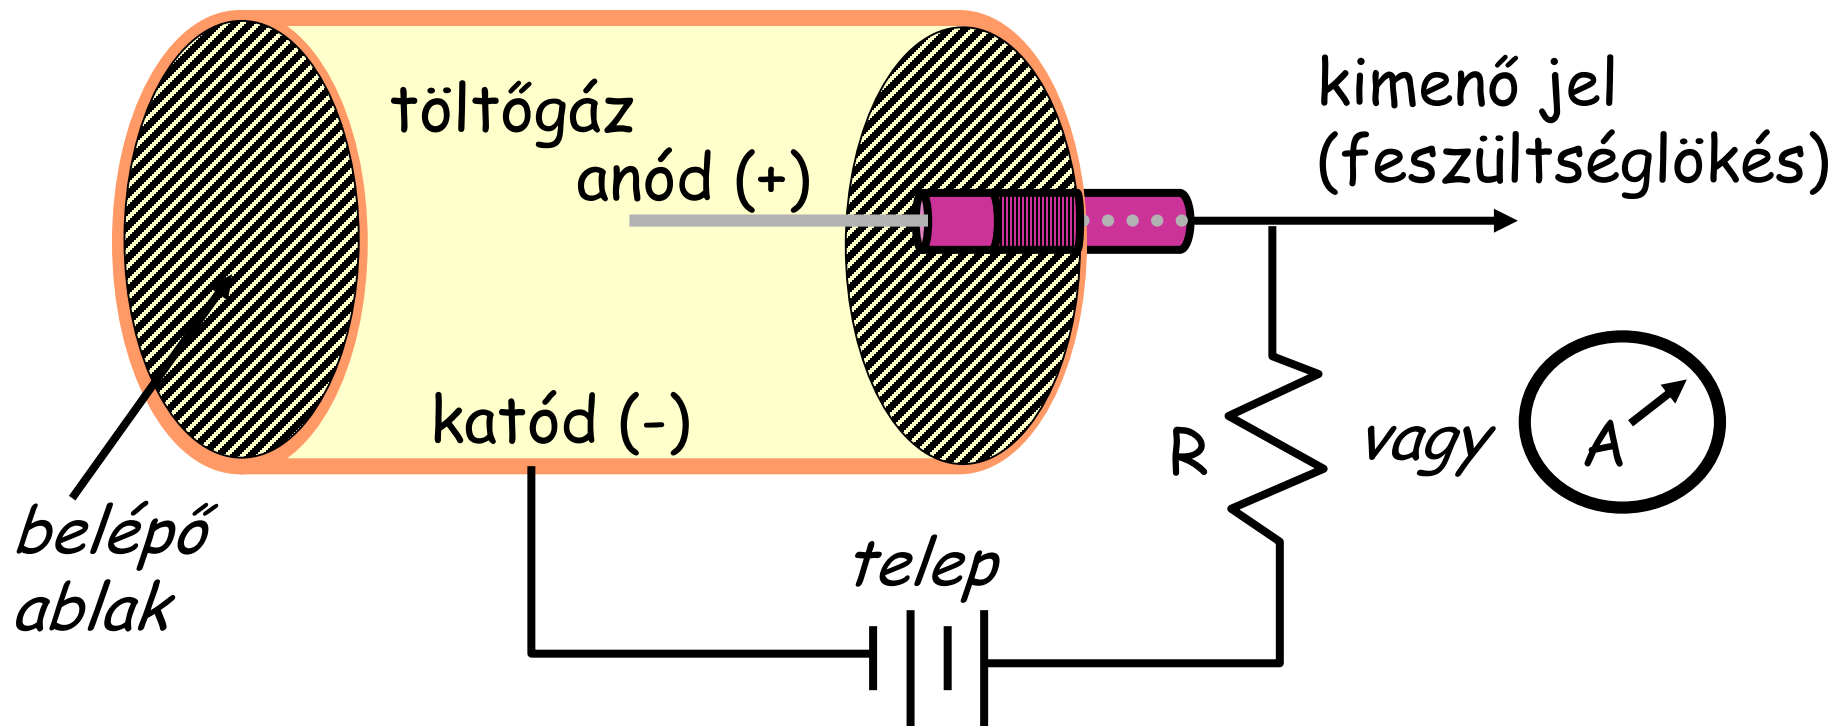 töltőgáz
anód (+)
kimenő jel
(feszültséglökés)
katód (-)
R
vagy
A
belépő
ablak
telep